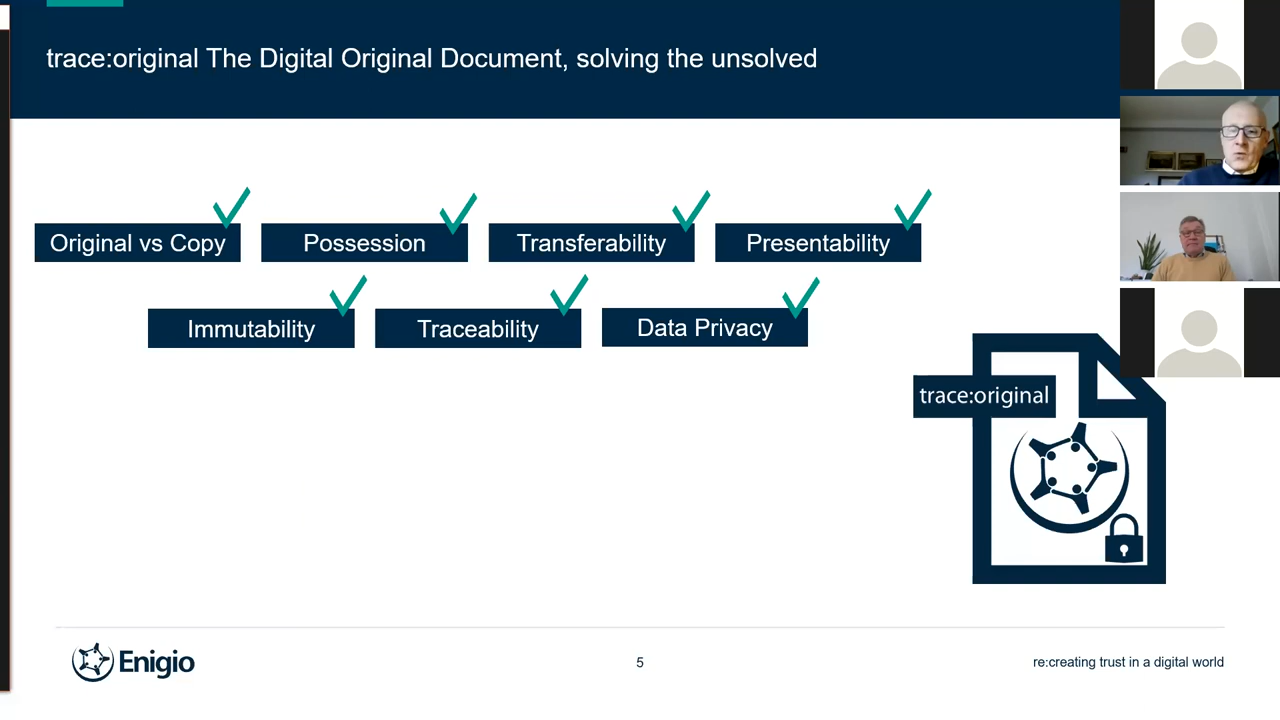 trace:original The Digital Original Document, solving the unsolved
Original vs Copy
Possession
Transferability
Presentability
Immutability
Traceability
Data Privacy
trace:original
Enigio
5
re:creating trust in a digital world